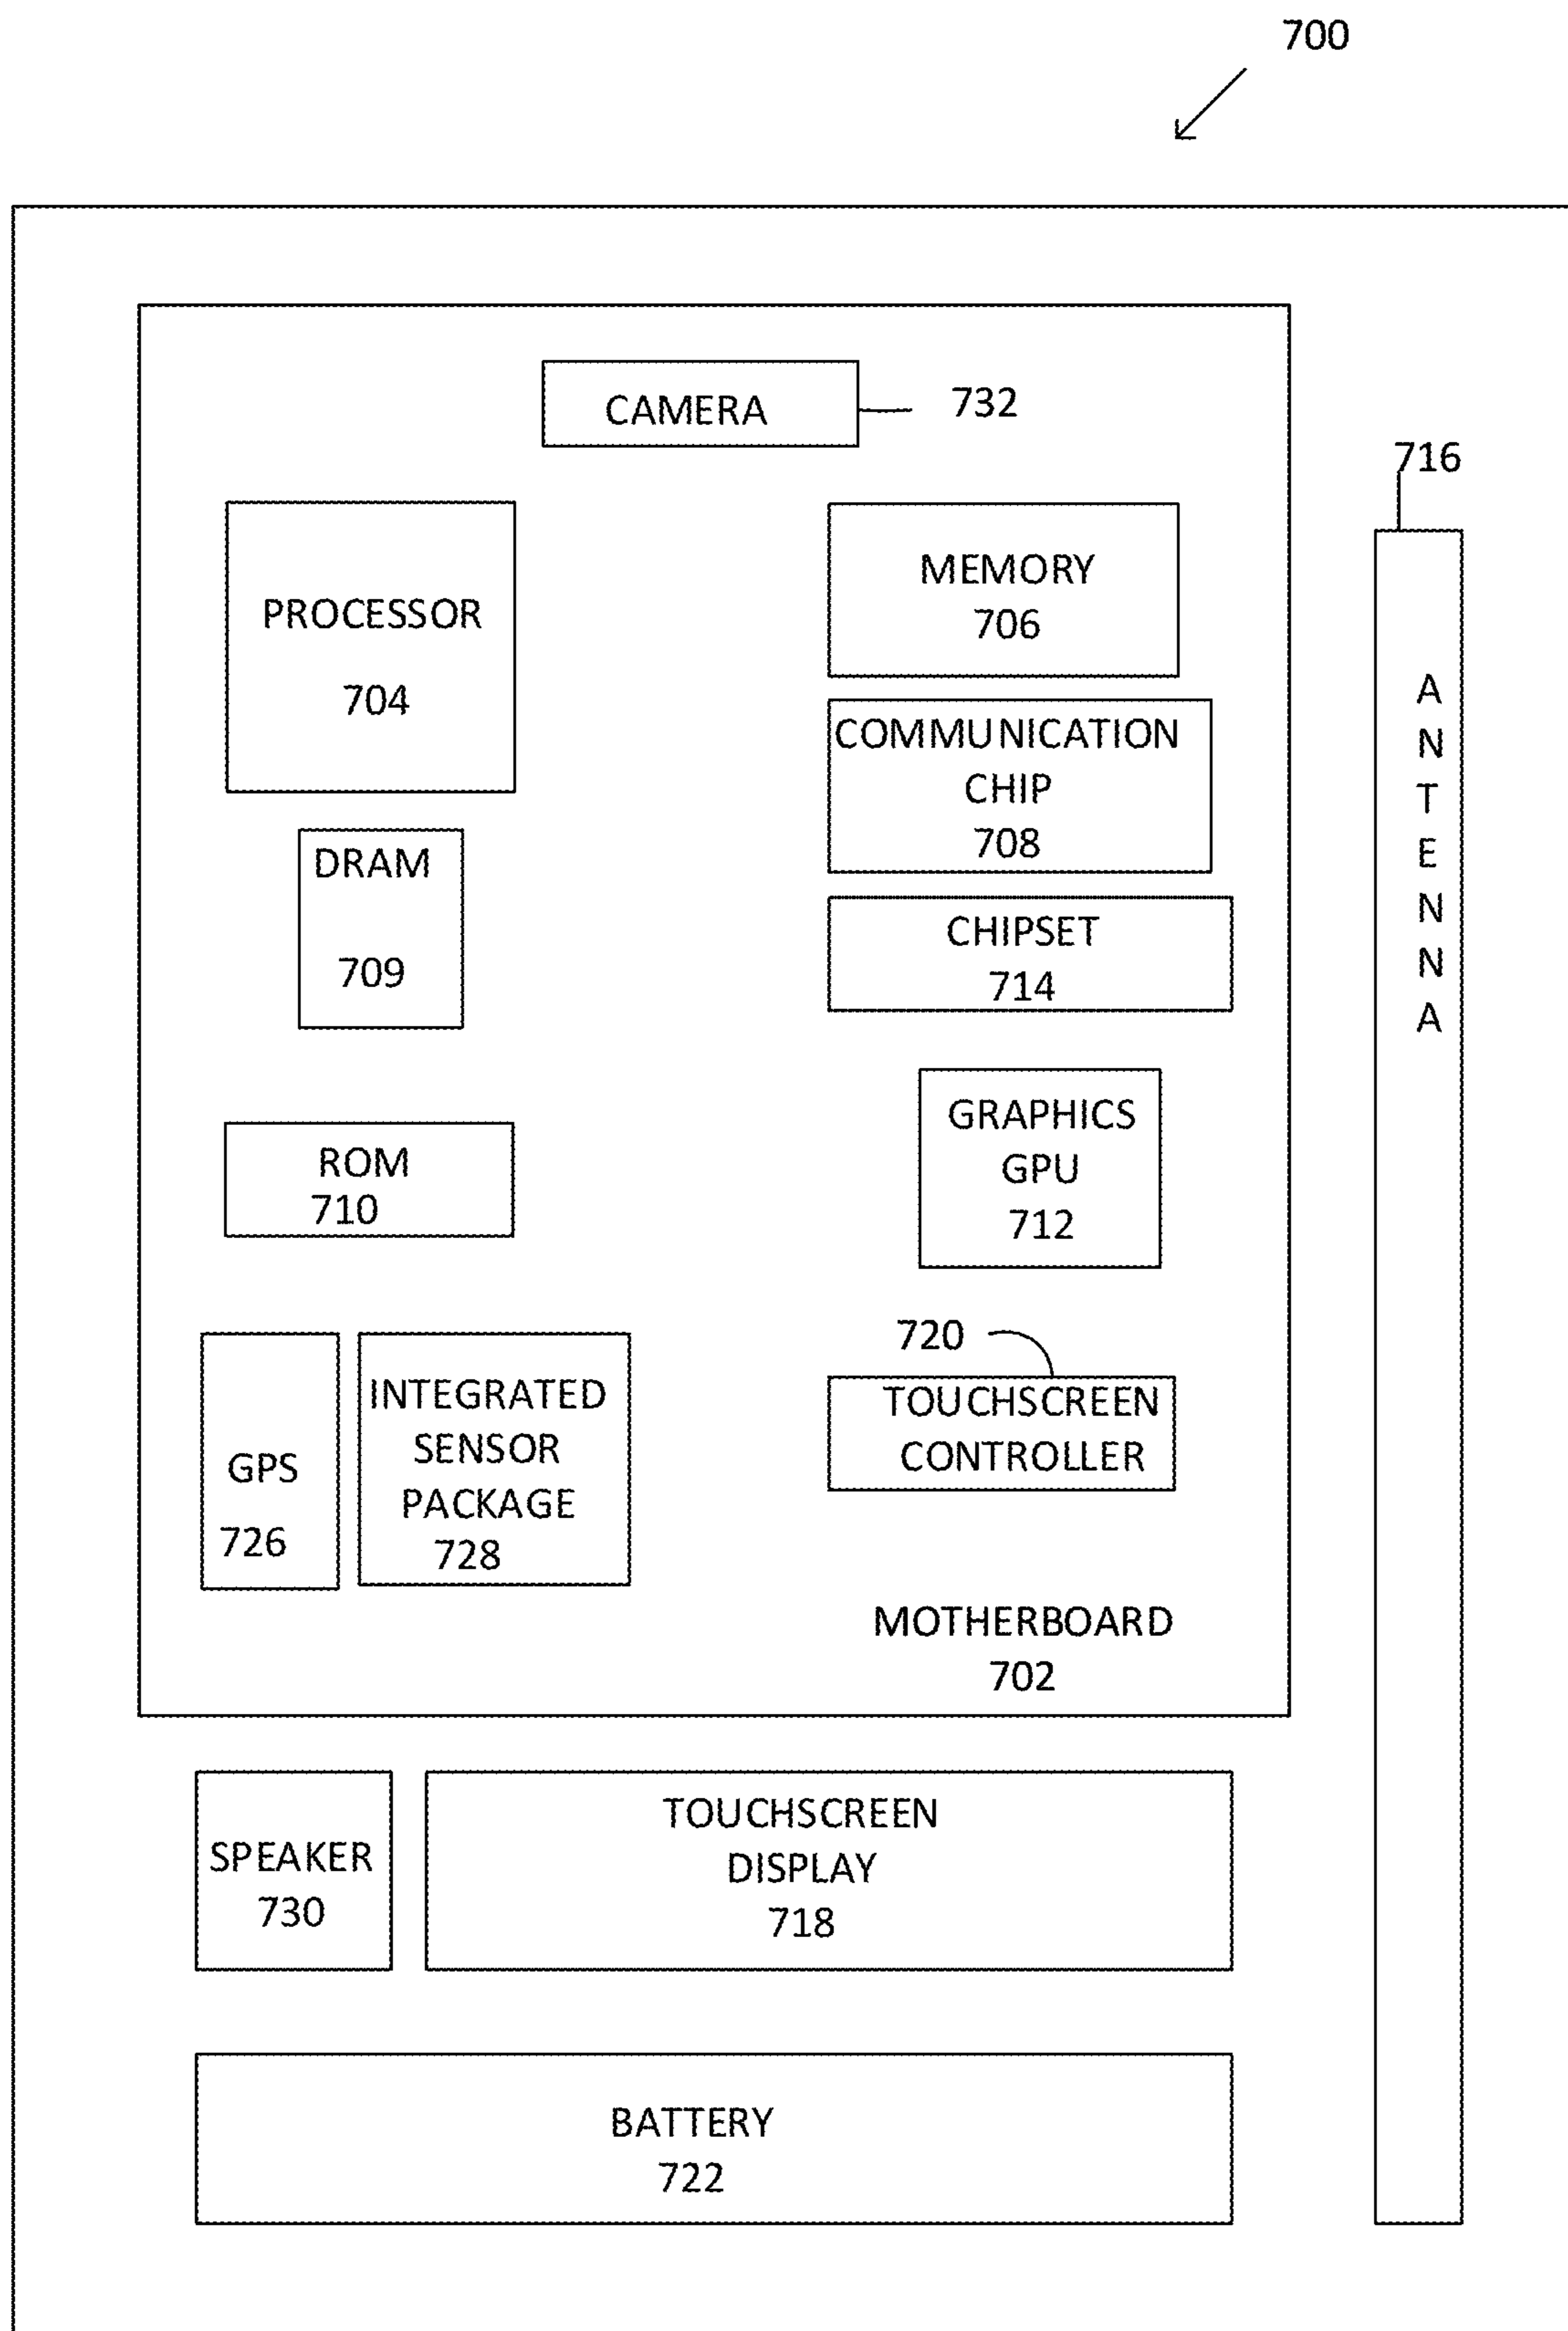 700
CAMERA
732
716
PROCESSOR
704
MEMORY
706
COMMUNICATION
CHIP
708
DRAM
709
CHIPSET
714
ANTENNA
ROM
710
GRAPHICS
GPU
712
GPS
726
INTEGRATED
SENSOR
PACKAGE
728
720
TOUCHSCREEN
CONTROLLER
MOTHERBOARD
702
SPEAKER
730
TOUCHSCREEN
DISPLAY
718
BATTERY
722